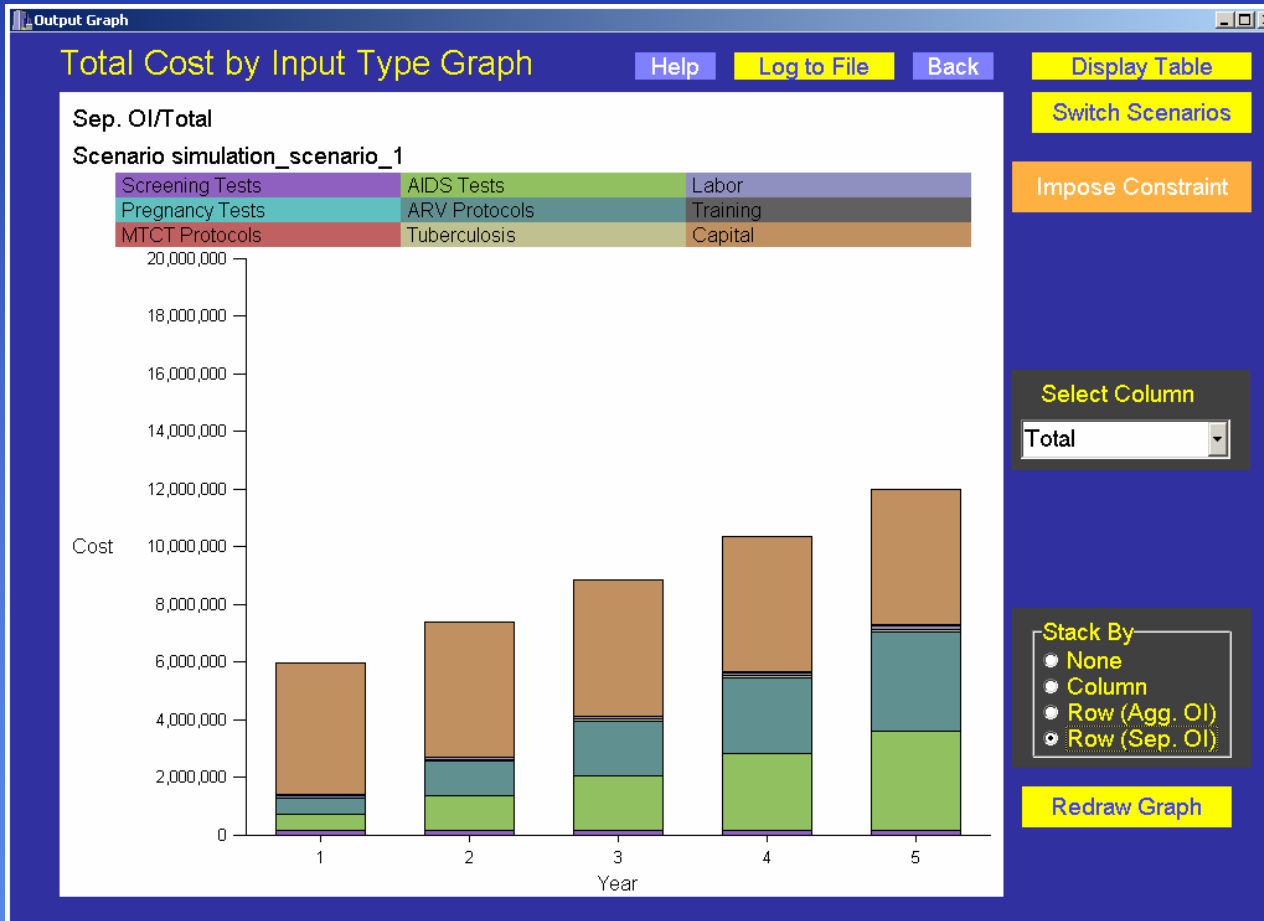 Output Graph
Total Cost by Input Type Graph
Help
Log to File
Back
Display Table
Switch Scenarios
Impose Constraint
Sep. OI/Total
Scenario simulation_scenario_1
Screening Tests
AIDS Tests
Labor
Pregnancy Tests
ARV Protocols
Training
MTCT Protocols
Tuberculosis
Capital
20,000,000
18,000,000
16,000,000
14,000,000
12,000,000
Cost
10,000,000
8,000,000
6,000,000
4,000,000
2,000,000
0
1
2
3
4
5
Year
Select Column
Total
Stack By
None
Column
Row (Agg. OI)
Row (Sep. OI)
Redraw Graph